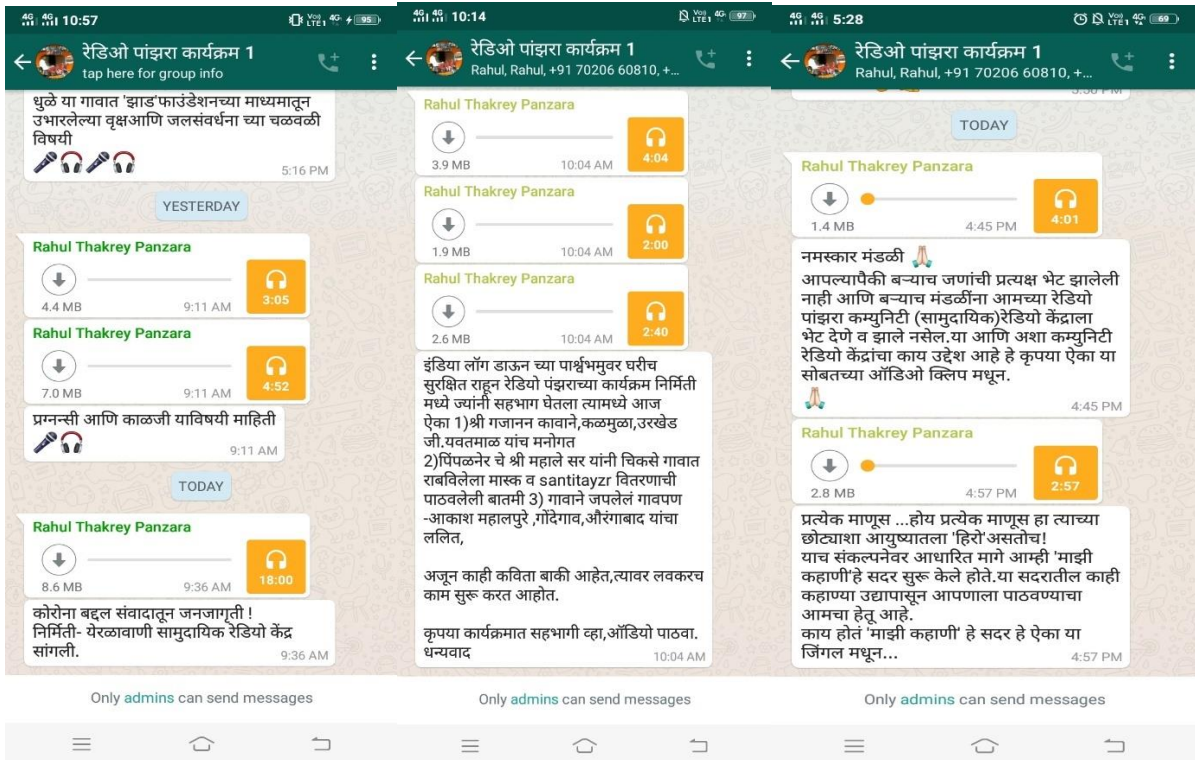 10:57
95
रेडिओ पांझरा कार्यक्रम 1
tap here for group info
धुळे या गावात 'झाड'फाउंडेशनच्या माध्यमातून
उभारलेल्या वृक्षआणि जलसंवर्धना च्या चळवळी
विषयी
5:16 PM
YESTERDAY
Rahul Thakrey Panzara
3:05
4.4 MB 9:11 AM
Rahul Thakrey Panzara
4:52
7.0 MB 9:11 AM
प्रग्नन्सी आणि काळजी याविषयी माहिती
9:11 AM
TODAY
Rahul Thakrey Panzara
18:00
8.6 MB 9:36 AM
कोरोना बद्दल संवादातून जनजागृती !
निर्मिती- येरळावाणी सामुदायिक रेडियो केंद्र
सांगली.
9:36 AM
Only admins can send messages
10:14
97
रेडिओ पांझरा कार्यक्रम 1
Rahul, Rahul, +91 70206 60810, +...
Rahul Thakrey Panzara
4:04
3.9 MB 10:04 AM
Rahul Thakrey Panzara
2:00
1.9 MB 10:04 AM
Rahul Thakrey Panzara
2:40
2.6 MB 10:04 AM
इंडिया लॉग डाऊन च्या पार्श्वभमुवर घरीच
सुरक्षित राहून रेडियो पंझराच्या कार्यक्रम निर्मिती
मध्ये ज्यांनी सहभाग घेतला त्यामध्ये आज
ऐका 1)श्री गजानन कावाने,कळमुळा,उरखेड
जी.यवतमाळ यांच मनोगत
2)पिंपळनेर चे श्री महाले सर यांनी चिकसे गावात
राबविलेला मास्क व santitayzr वितरणाची
पाठवलेली बातमी 3) गावाने जपलेलं गावपण
-आकाश महालपुरे ,गोंदेगाव,औरंगाबाद यांचा
ललित,
अजून काही कविता बाकी आहेत,त्यावर लवकरच
काम सुरू करत आहोत.
कृपया कार्यक्रमात सहभागी व्हा,ऑडियो पाठवा.
धन्यवाद
10:04 AM
Only admins can send messages
5:28
69
रेडिओ पांझरा कार्यक्रम 1
Rahul, Rahul, +91 70206 60810, +...
5:30 PM
TODAY
Rahul Thakrey Panzara
4:01
1.4 MB 4:45 PM
नमस्कार मंडळी
आपल्यापैकी बऱ्याच जणांची प्रत्यक्ष भेट झालेली
नाही आणि बऱ्याच मंडळींना आमच्या रेडियो
पांझरा कम्युनिटी (सामुदायिक)रेडियो केंद्राला
भेट देणे व झाले नसेल.या आणि अशा कम्युनिटी
रेडियो केंद्रांचा काय उद्देश आहे हे कृपया ऐका या
सोबतच्या ऑडिओ क्लिप मधून.
4:45 PM
Rahul Thakrey Panzara
2:57
2.8 MB 4:57 PM
प्रत्येक माणूस ...होय प्रत्येक माणूस हा त्याच्या
छोट्याशा आयुष्यातला 'हिरो'असतोच!
याच संकल्पनेवर आधारित मागे आम्ही 'माझी
कहाणी'हे सदर सुरू केले होते.या सदरातील काही
कहाण्या उद्यापासून आपणाला पाठवण्याचा
आमचा हेतू आहे.
काय होतं 'माझी कहाणी' हे सदर हे ऐका या
जिंगल मधून...
4:57 PM
Only admins can send messages